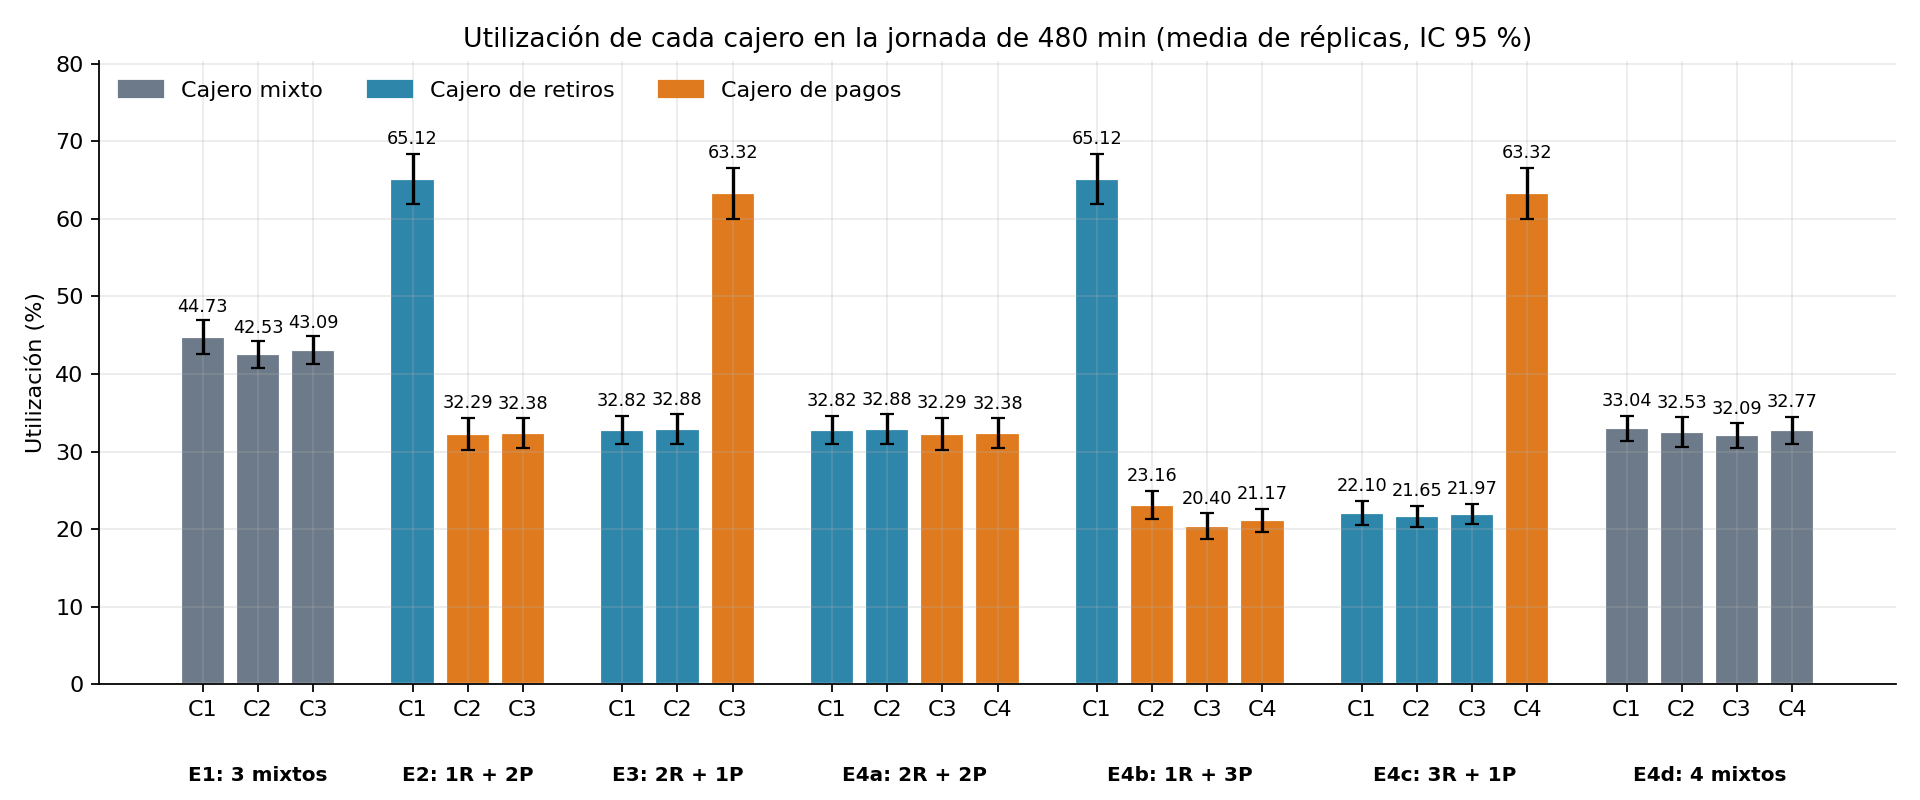 Utilización de cada cajero en la jornada de 480 min (media de réplicas, IC 95 %)
Cajero mixto Cajero de retiros Cajero de pagos
Utilización (%)
80
70
60
50
40
30
20
10
0
44.73 42.53 43.09
65.12 32.29 32.38
32.82 32.88 63.32
32.82 32.88 32.29 32.38
65.12 23.16 20.40 21.17
22.10 21.65 21.97 63.32
33.04 32.53 32.09 32.77
C1 C2 C3 C1 C2 C3 C1 C2 C3 C1 C2 C3 C4 C1 C2 C3 C4 C1 C2 C3 C4 C1 C2 C3 C4
E1: 3 mixtos E2: 1R + 2P E3: 2R + 1P E4a: 2R + 2P E4b: 1R + 3P E4c: 3R + 1P E4d: 4 mixtos